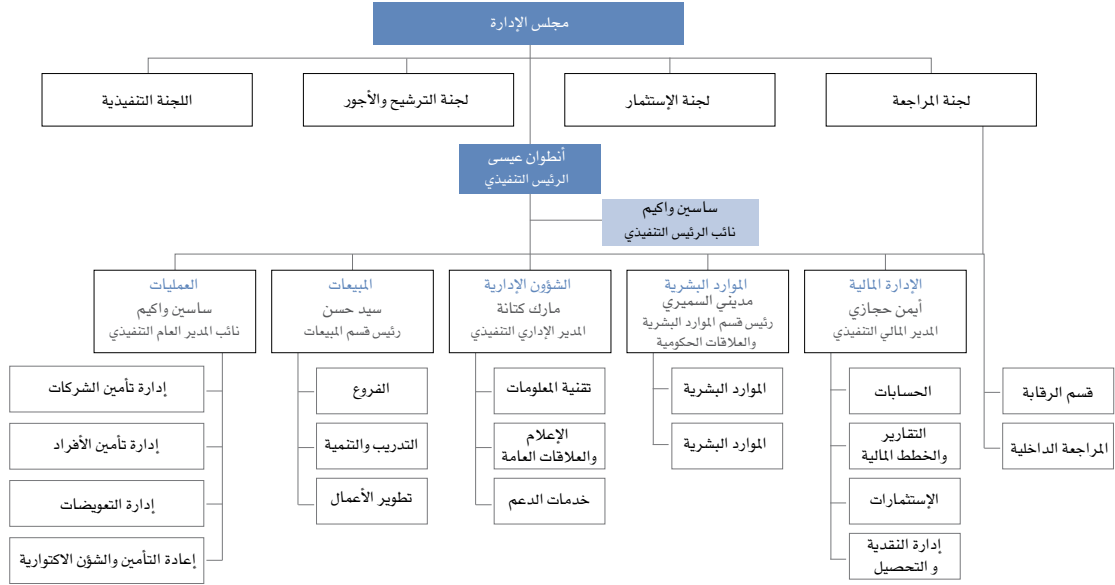 مجلس الإدارة
لجنة المراجعة
لجنة الإستثمار
لجنة الترشيح والأجور
اللجنة التنفيذية
أنطوان عيسى
الرئيس التنفيذي
ساسين واكيم
نائب الرئيس التنفيذي
الإدارة المالية
أيمن حجازي
المدير المالي التنفيذي
الموارد البشرية
مديني السميري
رئيس قسم الموارد البشرية
والعلاقات الحكومية
الشؤون الإدارية
مارك كتانة
المدير الإداري التنفيذي
المبيعات
سيد حسن
رئيس قسم المبيعات
العمليات
ساسين واكيم
نائب المدير العام التنفيذي
قسم الرقابة
المراجعة الداخلية
الحسابات
التقارير
والخطط المالية
الإستثمارات
إدارة النقدية
و التحصيل
الموارد البشرية
الموارد البشرية
تقنية المعلومات
الإعلام
والعلاقات العامة
خدمات الدعم
الفروع
التدريب والتنمية
تطوير الأعمال
إدارة تأمين الشركات
إدارة تأمين الأفراد
إدارة التعويضات
إعادة التأمين والشؤن الاكتوارية